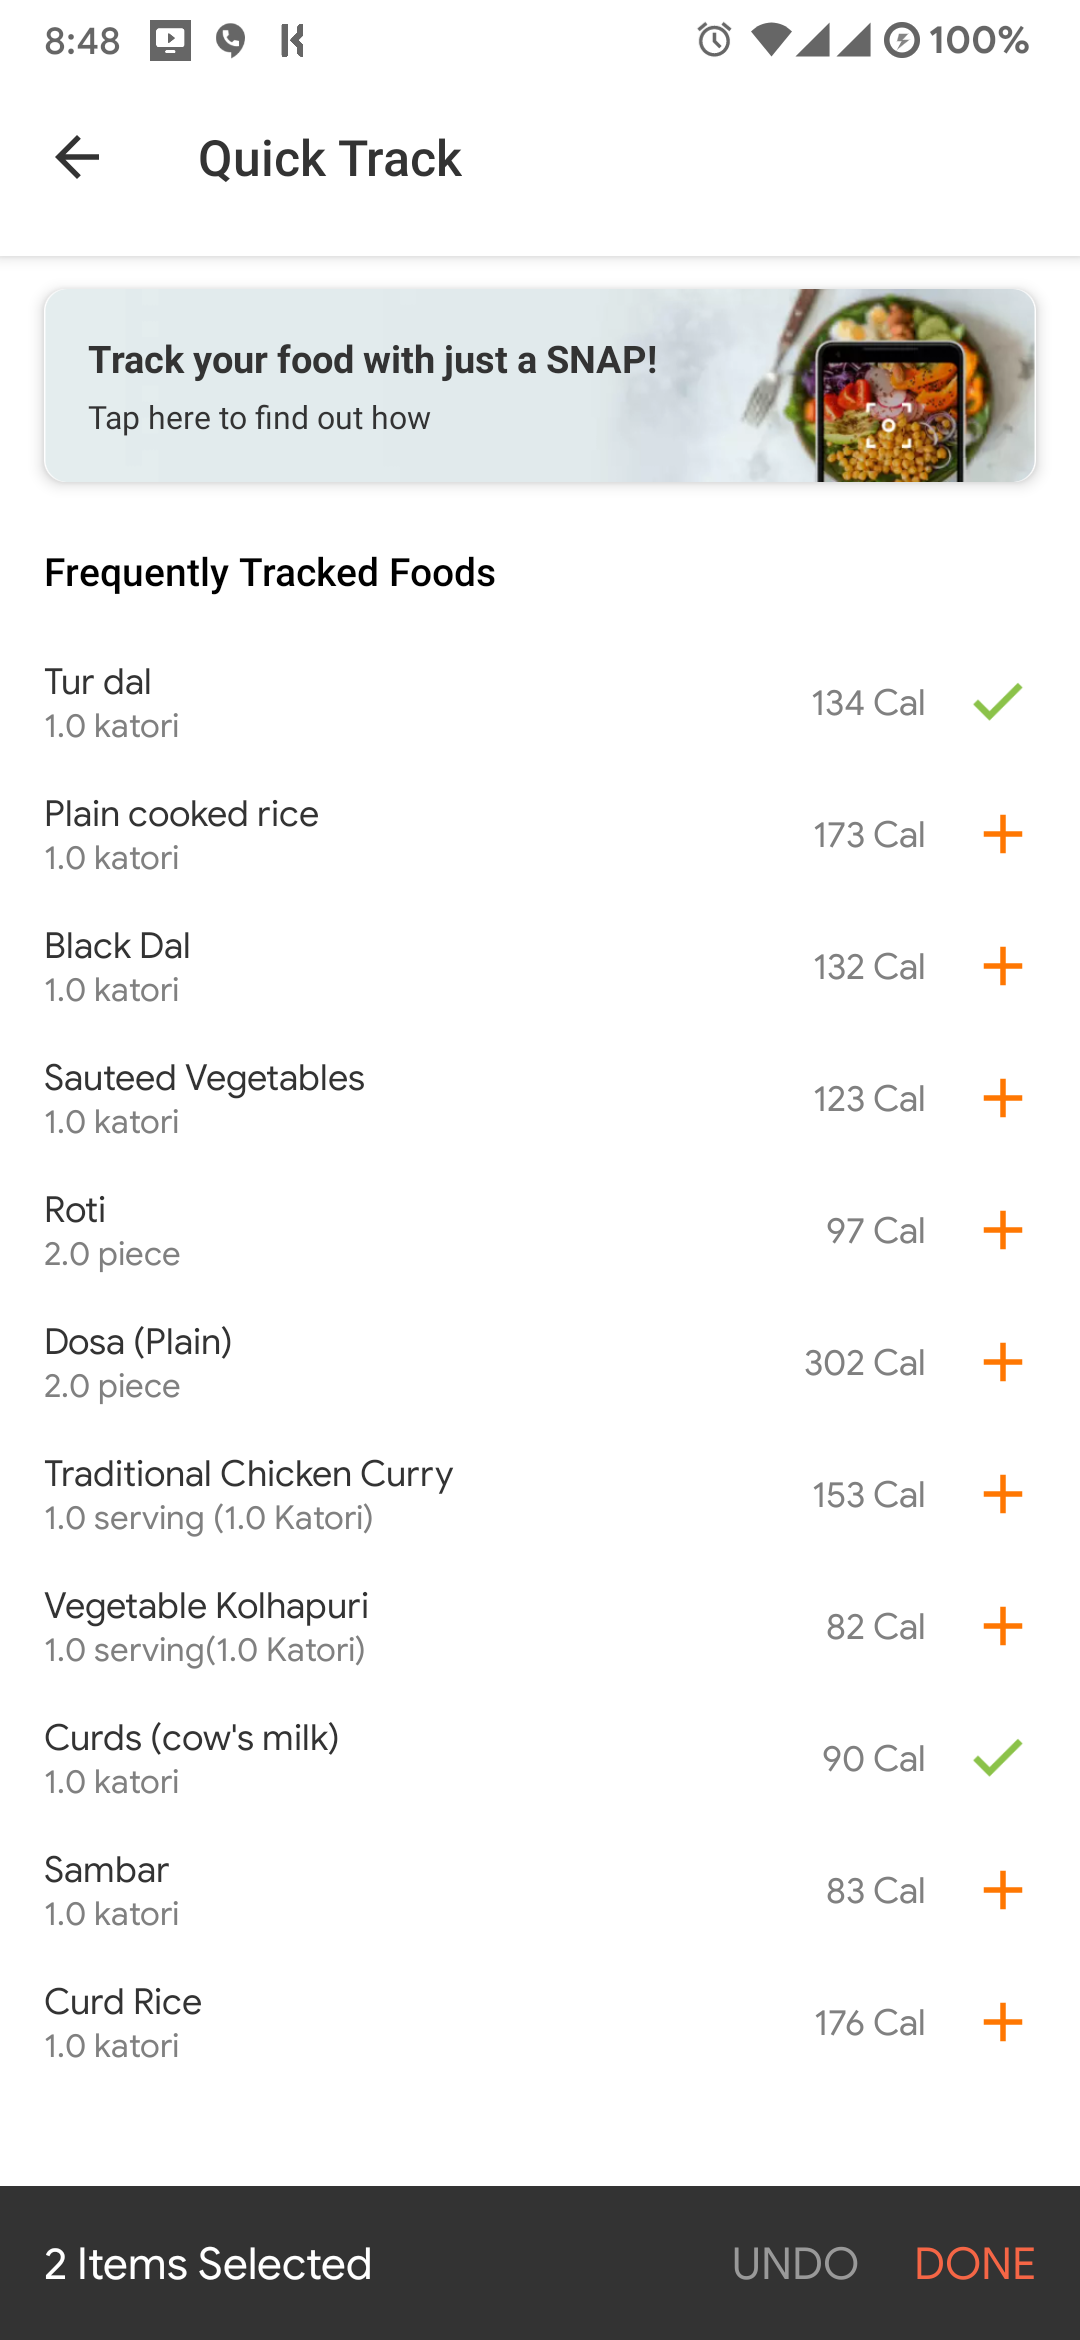 8:48
100%
Quick Track
Track your food with just a SNAP!
Tap here to find out how
Frequently Tracked Foods
Tur dal
1.0 katori
134 Cal
Plain cooked rice
1.0 katori
173 Cal
Black Dal
1.0 katori
132 Cal
Sauteed Vegetables
1.0 katori
123 Cal
Roti
2.0 piece
97 Cal
Dosa (Plain)
2.0 piece
302 Cal
Traditional Chicken Curry
1.0 serving (1.0 Katori)
153 Cal
Vegetable Kolhapuri
1.0 serving(1.0 Katori)
82 Cal
Curds (cow's milk)
1.0 katori
90 Cal
Sambar
1.0 katori
83 Cal
Curd Rice
1.0 katori
176 Cal
2 Items Selected
UNDO
DONE